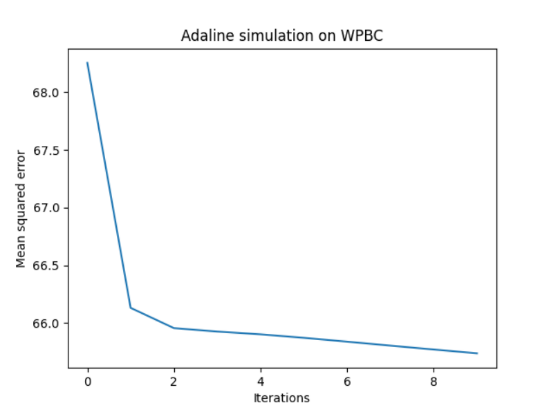 Adaline simulation on WPBC
68.0
67.5
67.0
66.5
66.0
Mean squared error
0 2 4 6 8
Iterations